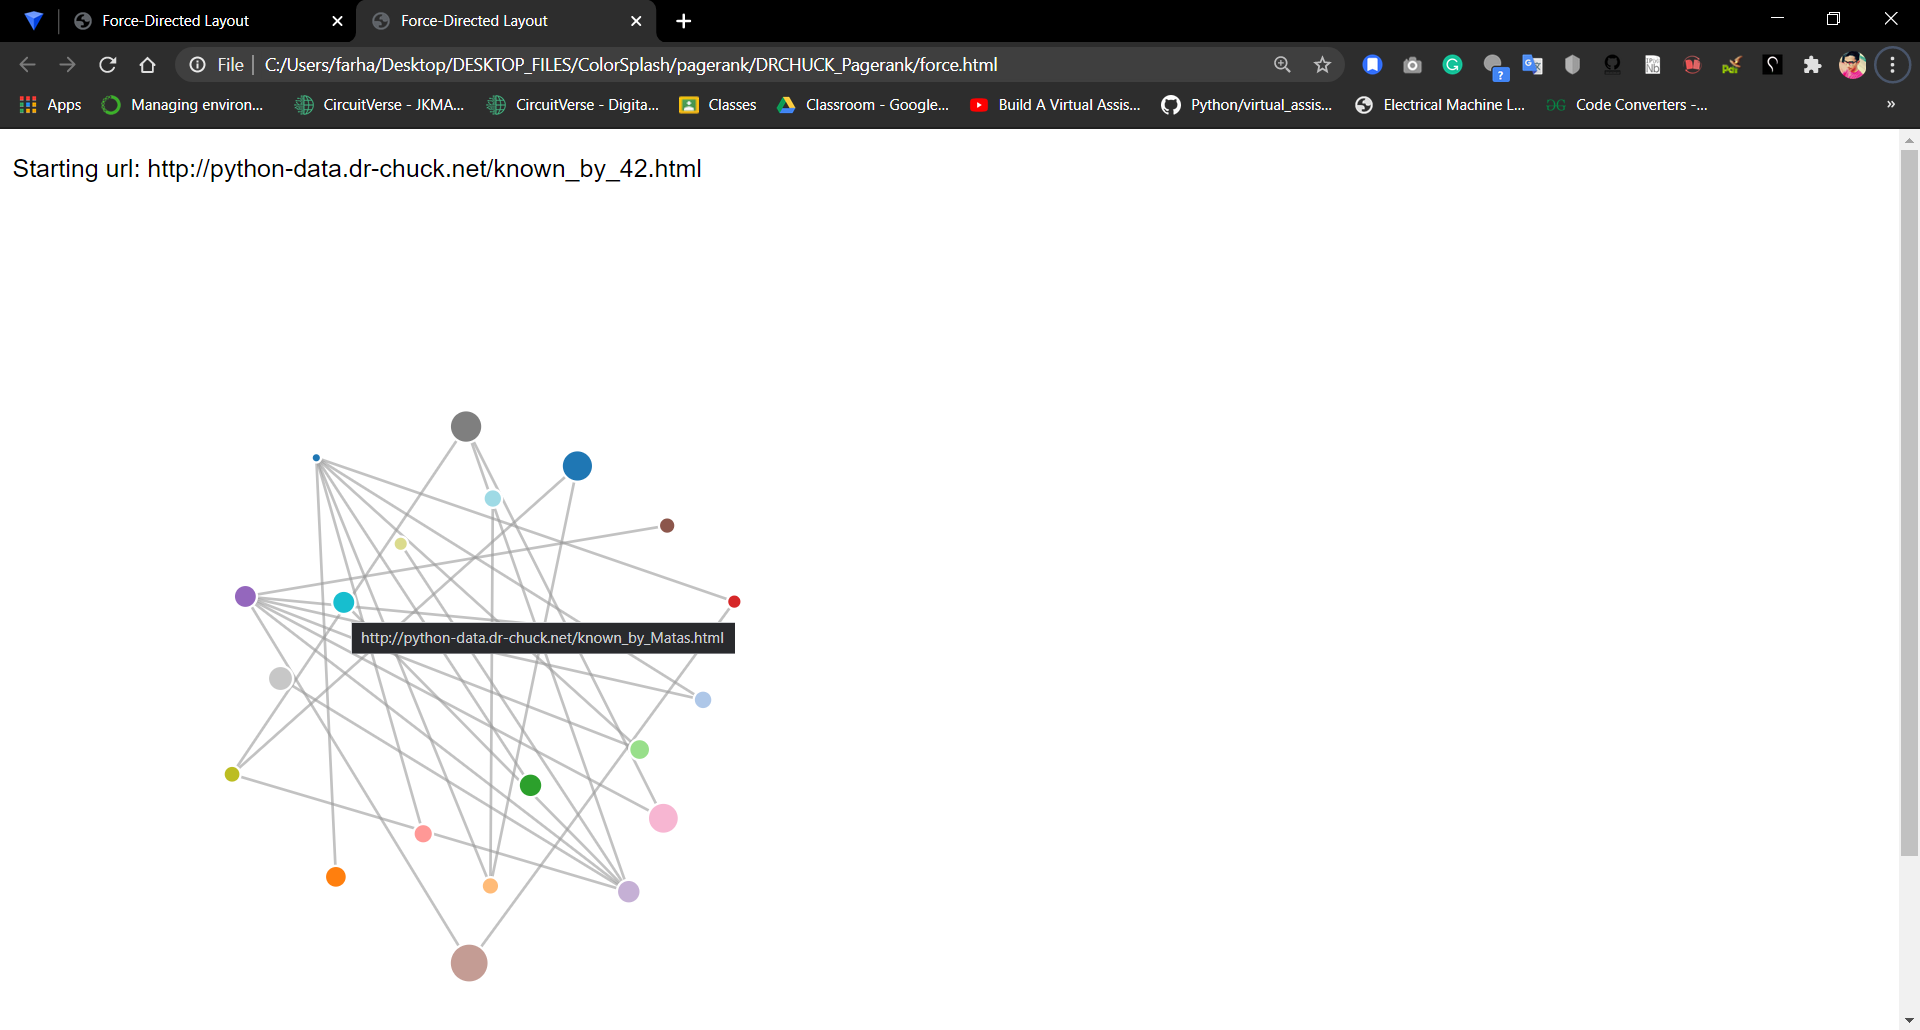 Force-Directed Layout
Force-Directed Layout
File C:/Users/farha/Desktop/DESKTOP_FILES/ColorSplash/pagerank/DRCHUCK_Pagerank/force.html
Apps Managing environ... CircuitVerse - JKMA... CircuitVerse - Digita... Classes Classroom - Google... Build A Virtual Assis... Python/virtual_assis... Electrical Machine L... Code Converters -... »
Starting url: http://python-data.dr-chuck.net/known_by_42.html
http://python-data.dr-chuck.net/known_by_Matas.html